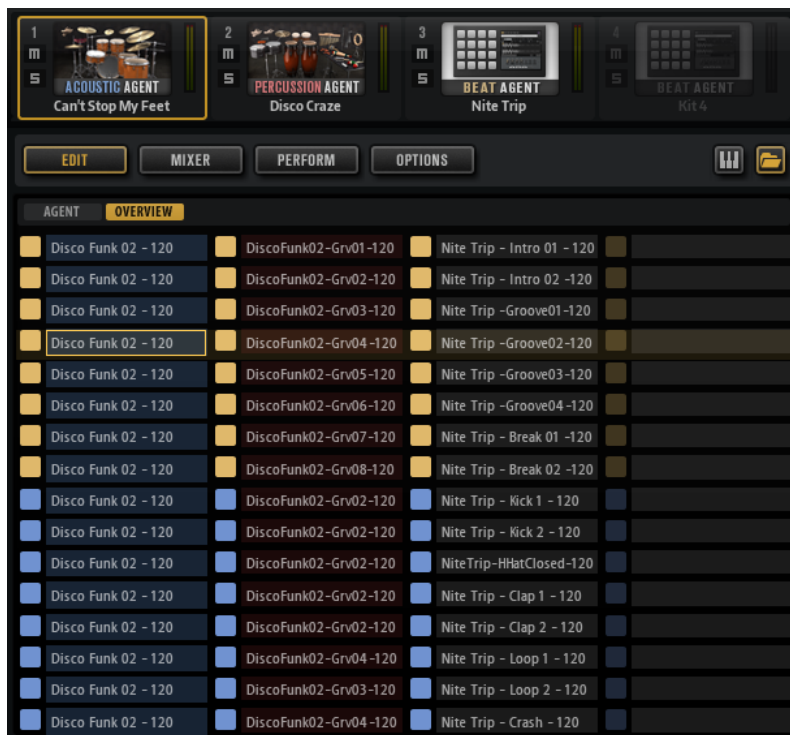 1 2 3 4
m m m m
S S S S
ACOUSTIC AGENT PERCUSSION AGENT BEAT AGENT BEAT AGENT
Can't Stop My Feet Disco Craze Nite Trip Kit 4
EDIT MIXER PERFORM OPTIONS
AGENT OVERVIEW
Disco Funk 02 - 120 DiscoFunk02-Grv01-120 Nite Trip - Intro 01 - 120
Disco Funk 02 - 120 DiscoFunk02-Grv02-120 Nite Trip - Intro 02 -120
Disco Funk 02 - 120 DiscoFunk02-Grv03-120 Nite Trip -Groove01-120
Disco Funk 02 - 120 DiscoFunk02-Grv04-120 Nite Trip -Groove02-120
Disco Funk 02 - 120 DiscoFunk02-Grv05-120 Nite Trip -Groove03-120
Disco Funk 02 - 120 DiscoFunk02-Grv06-120 Nite Trip -Groove04-120
Disco Funk 02 - 120 DiscoFunk02-Grv07-120 Nite Trip - Break 01 -120
Disco Funk 02 - 120 DiscoFunk02-Grv08-120 Nite Trip - Break 02 -120
Disco Funk 02 - 120 DiscoFunk02-Grv02-120 Nite Trip - Kick 1 - 120
Disco Funk 02 - 120 DiscoFunk02-Grv02-120 Nite Trip - Kick 2 - 120
Disco Funk 02 - 120 DiscoFunk02-Grv02-120 NiteTrip-HHatClosed-120
Disco Funk 02 - 120 DiscoFunk02-Grv02-120 Nite Trip - Clap 1 - 120
Disco Funk 02 - 120 DiscoFunk02-Grv02-120 Nite Trip - Clap 2 - 120
Disco Funk 02 - 120 DiscoFunk02-Grv04-120 Nite Trip - Loop 1 - 120
Disco Funk 02 - 120 DiscoFunk02-Grv03-120 Nite Trip - Loop 2 - 120
Disco Funk 02 - 120 DiscoFunk02-Grv04-120 Nite Trip - Crash - 120